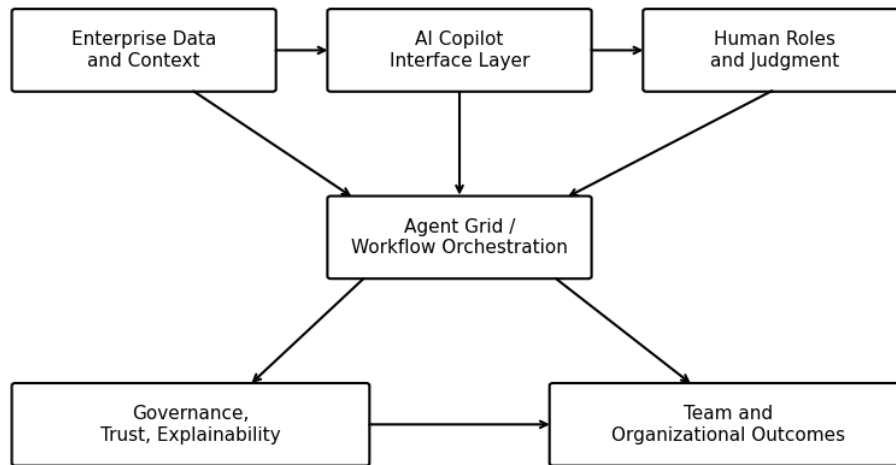 Enterprise Data
and Context
AI Copilot
Interface Layer
Human Roles
and Judgment
Agent Grid /
Workflow Orchestration
Governance,
Trust, Explainability
Team and
Organizational Outcomes